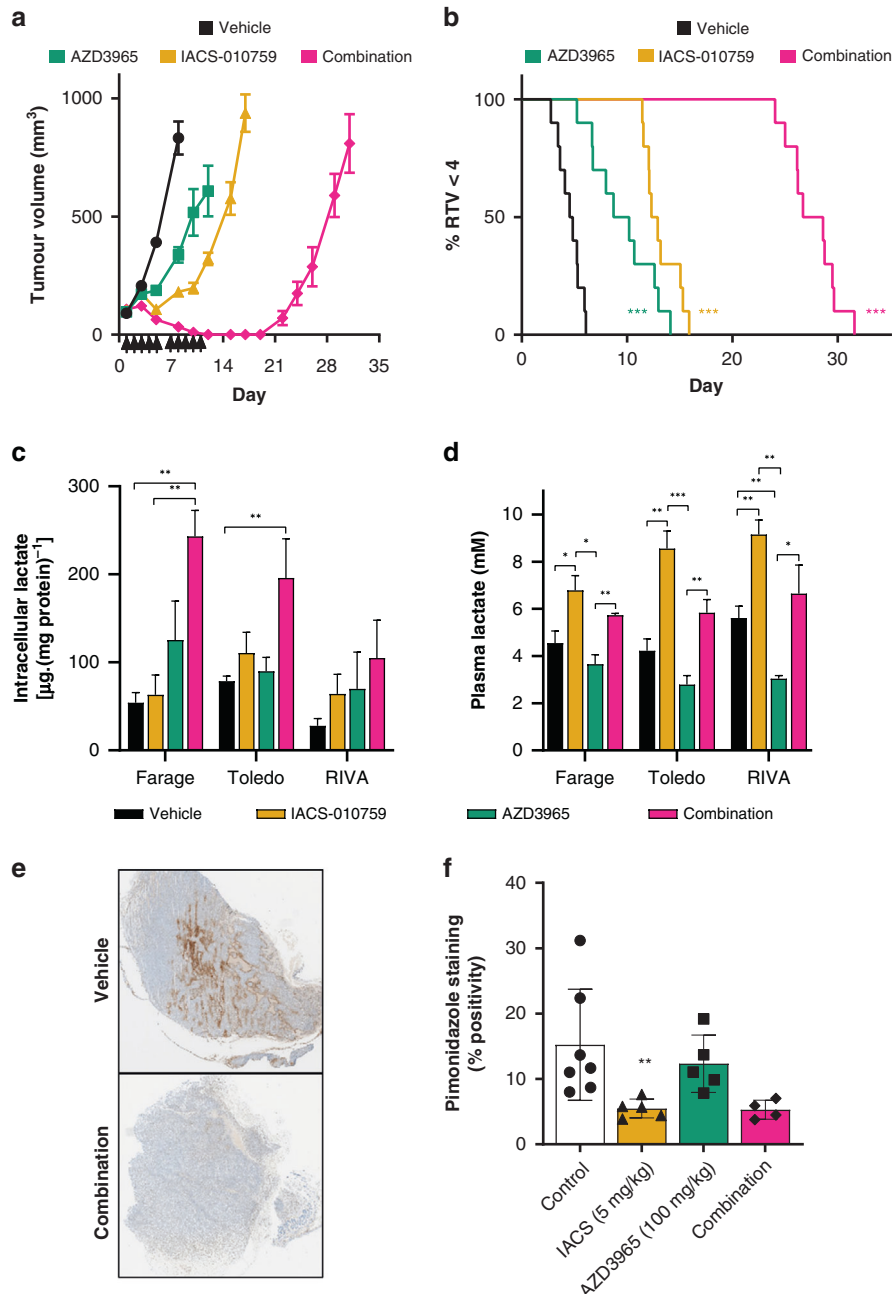 a
Vehicle
AZD3965 IACS-010759 Combination
Tumour volume (mm³)
1000
500
0
0 7 14 21 28 35
Day
b
Vehicle
AZD3965 IACS-010759 Combination
% RTV < 4
100
50
0
0 10 20 30
Day
*** *** ***
c
Intracellular lactate
[µg.(mg protein)⁻¹]
300
200
100
0
** ** **
Farage Toledo RIVA
d
Plasma lactate (mM)
10
8
6
4
2
0
* * ** ** *** ** ** ** ** *
Farage Toledo RIVA
Vehicle IACS-010759 AZD3965 Combination
e
Vehicle
Combination
f
Pimonidazole staining
(% positivity)
40
30
20
10
0
**
Control
IACS (5 mg/kg)
AZD3965 (100 mg/kg)
Combination